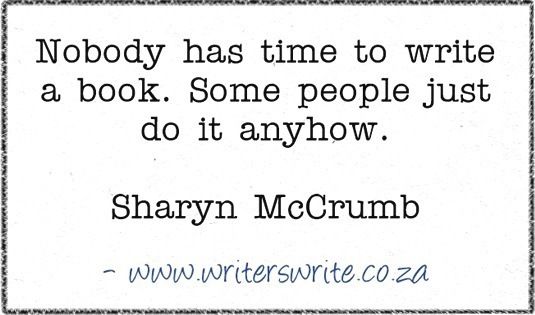 Nobody has time to write
a book. Some people just
do it anyhow.
Sharyn McCrumb
- www.writerswrite.co.za